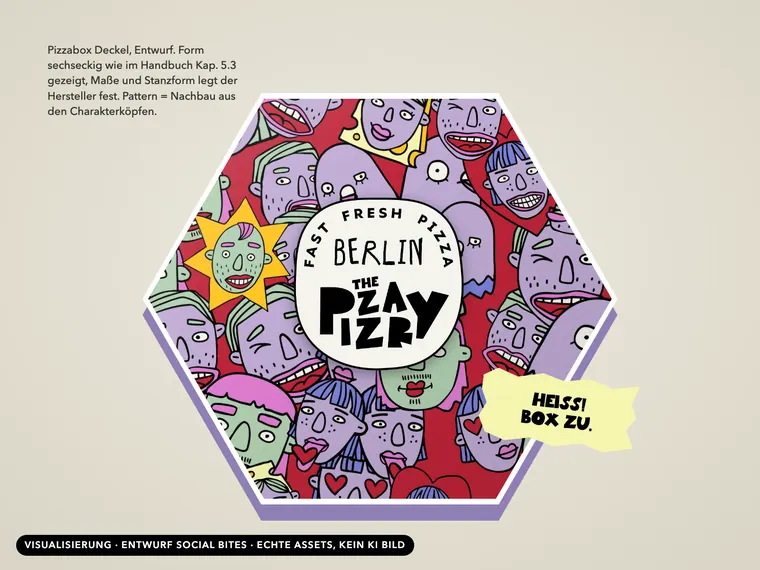 Pizzabox Deckel, Entwurf. Form
sechseckig wie im Handbuch Kap. 5.3
gezeigt, Maße und Stanzform legt der
Hersteller fest. Pattern = Nachbau aus
den Charakterköpfen.
FAST FRESH PIZZA
BERLIN
THE
PZAY
IZRR
HEISS!
BOX ZU.
VISUALISIERUNG · ENTWURF SOCIAL BITES · ECHTE ASSETS, KEIN KI BILD